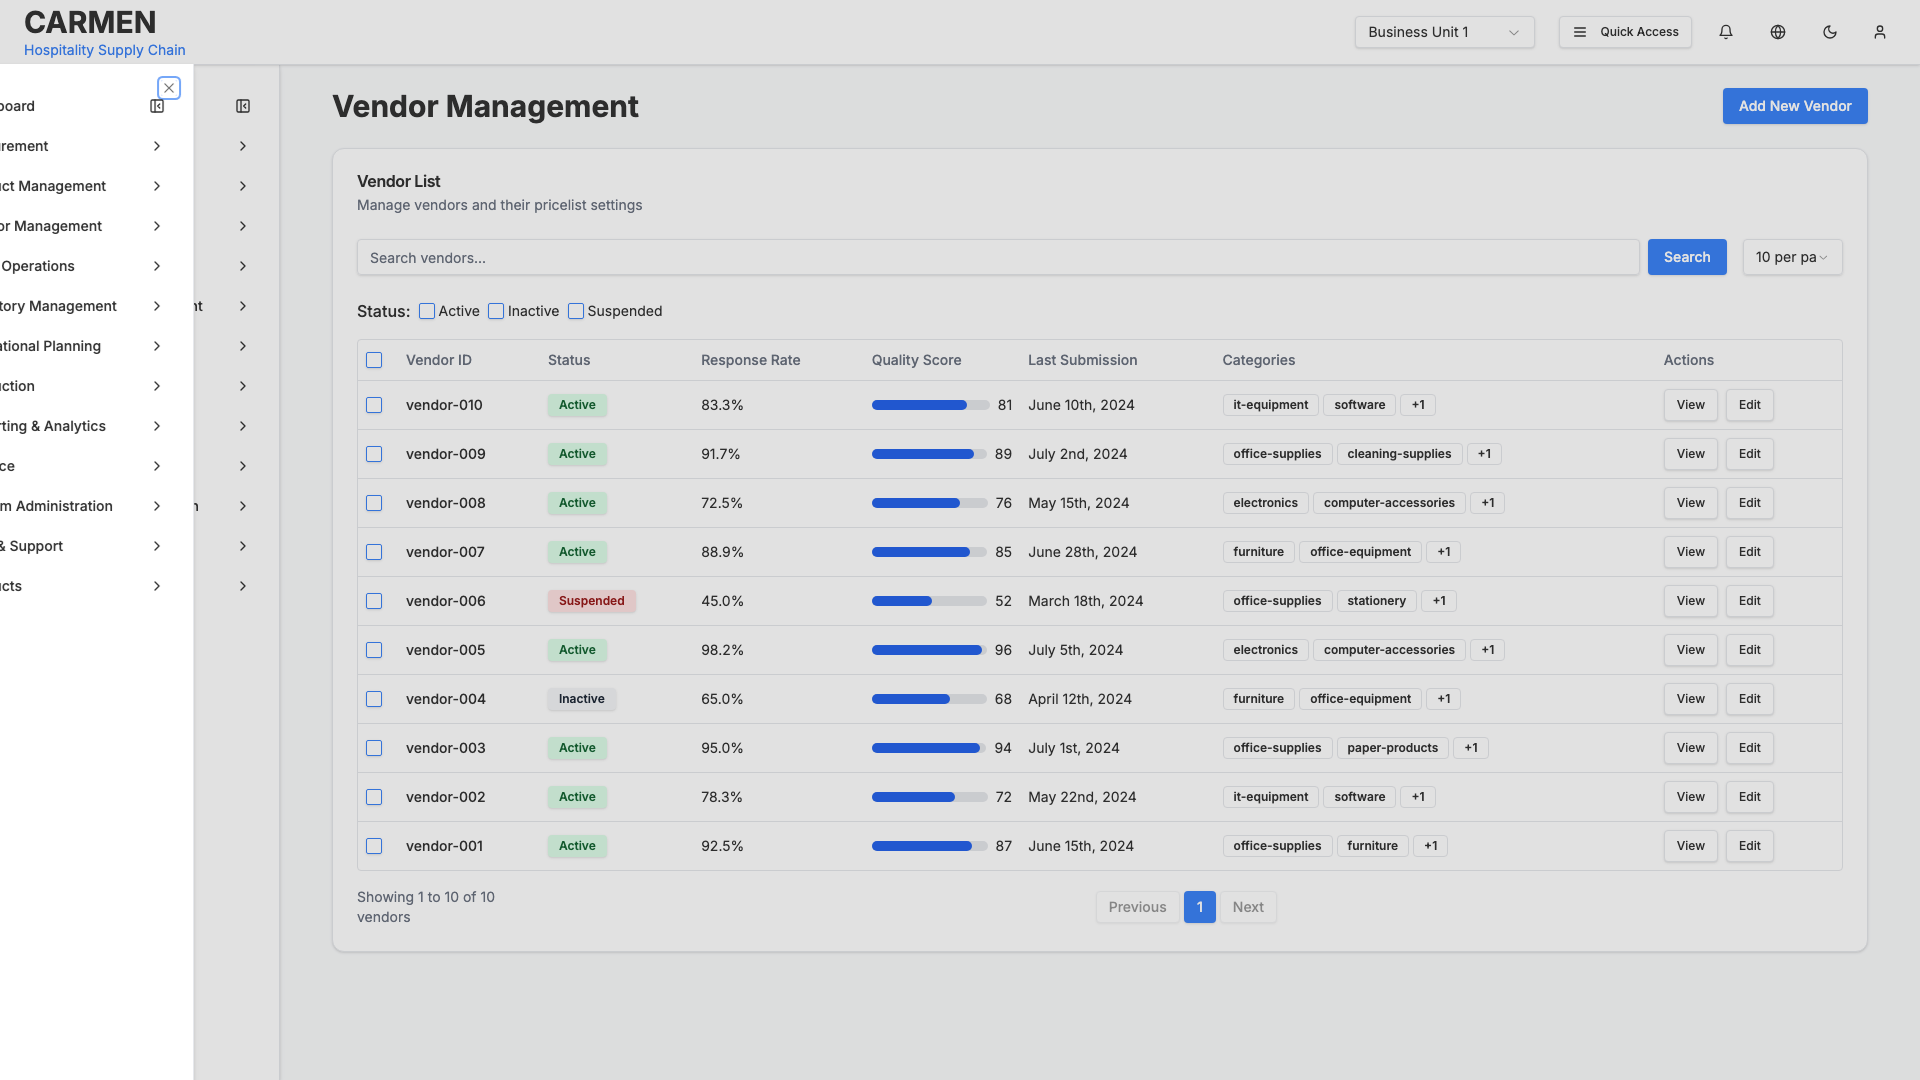 CARMEN
Hospitality Supply Chain
Business Unit 1
Quick Access
board
rement
ct Management
or Management
Operations
tory Management nt
ational Planning
ction
rting & Analytics
ce
m Administration n
& Support
cts
Vendor Management
Add New Vendor
Vendor List
Manage vendors and their pricelist settings
Search vendors...
Search
10 per pa
Status: Active Inactive Suspended
Vendor ID Status Response Rate Quality Score Last Submission Categories Actions
vendor-010 Active 83.3% 81 June 10th, 2024 it-equipment software +1 View Edit
vendor-009 Active 91.7% 89 July 2nd, 2024 office-supplies cleaning-supplies +1 View Edit
vendor-008 Active 72.5% 76 May 15th, 2024 electronics computer-accessories +1 View Edit
vendor-007 Active 88.9% 85 June 28th, 2024 furniture office-equipment +1 View Edit
vendor-006 Suspended 45.0% 52 March 18th, 2024 office-supplies stationery +1 View Edit
vendor-005 Active 98.2% 96 July 5th, 2024 electronics computer-accessories +1 View Edit
vendor-004 Inactive 65.0% 68 April 12th, 2024 furniture office-equipment +1 View Edit
vendor-003 Active 95.0% 94 July 1st, 2024 office-supplies paper-products +1 View Edit
vendor-002 Active 78.3% 72 May 22nd, 2024 it-equipment software +1 View Edit
vendor-001 Active 92.5% 87 June 15th, 2024 office-supplies furniture +1 View Edit
Showing 1 to 10 of 10
vendors
Previous 1 Next